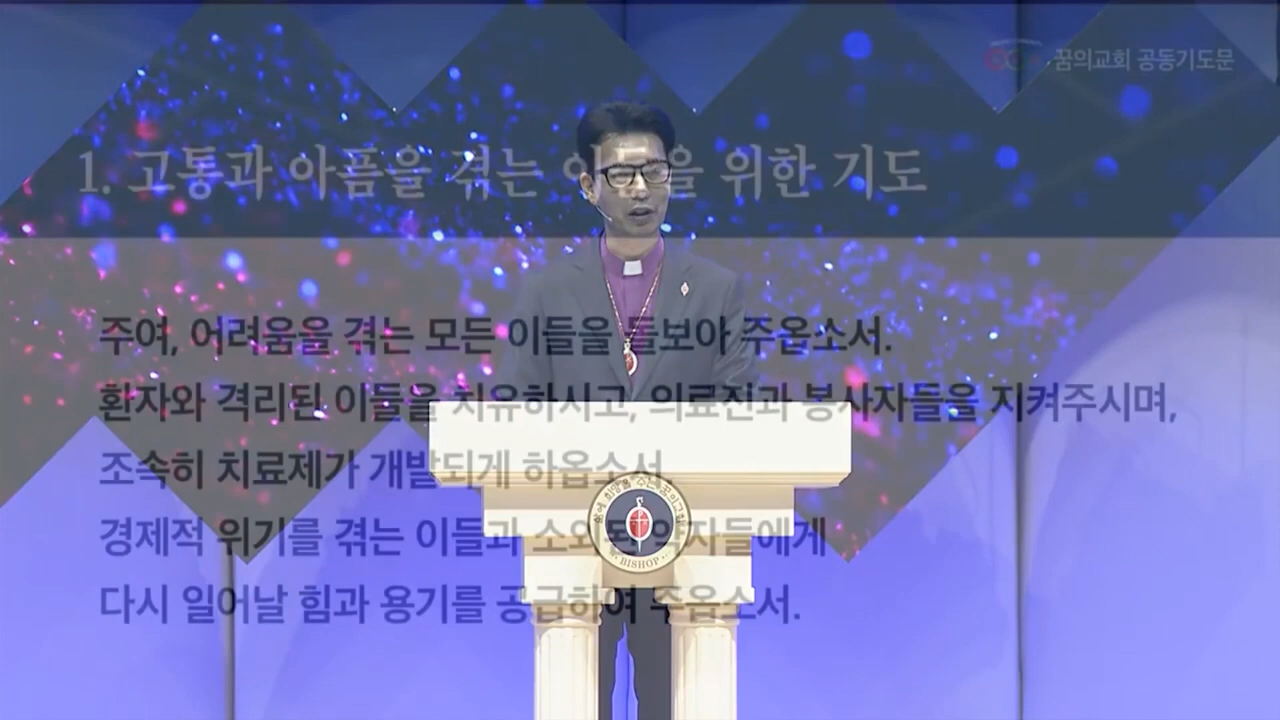 꿈의교회 공동기도문
1. 고통과 아픔을 겪는 이들을 위한 기도
주여, 어려움울 겪는 모든 이들을 돌보아 주옵소서.
환자와 격리된 이들을 치유하시고, 의료진과 봉사자들을 지켜주시며,
조속히 치료제가 개발되게 하옵소서.
경제적 위기를 겪는 이들과 소외된 약자들에게
다시 일어날 힘과 용기를 공급하여 주옵소서.
BISHOP